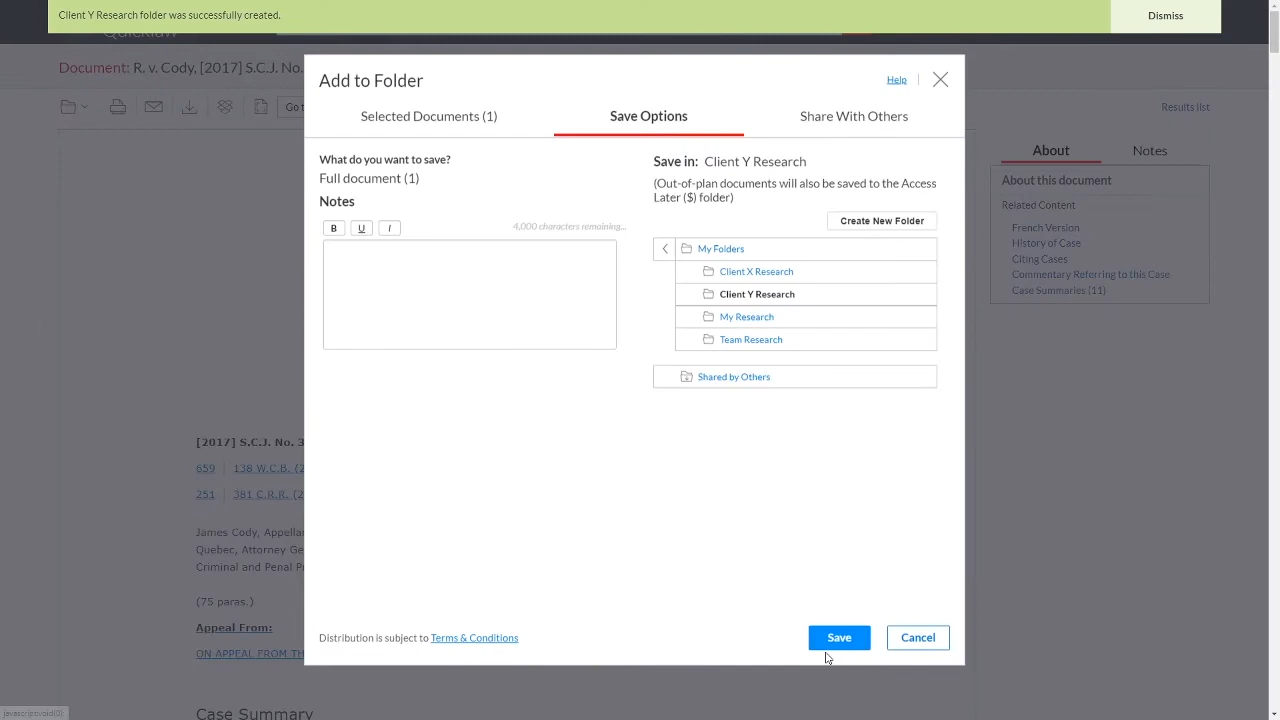 Client Y Research folder was successfully created.
Dismiss
Quicklaw
Document: R. v. Cody, [2017] S.C.J. No.
Add to Folder
Help
Selected Documents (1)
Save Options
Share With Others
Go t
Results list
What do you want to save?
Full document (1)
Notes
B U I
4,000 characters remaining...
Save in: Client Y Research
(Out-of-plan documents will also be saved to the Access
Later ($) folder)
Create New Folder
My Folders
Client X Research
Client Y Research
My Research
Team Research
Shared by Others
About
Notes
About this document
Related Content
French Version
History of Case
Citing Cases
Commentary Referring to this Case
Case Summaries (11)
[2017] S.C.J. No. 3
659 138 W.C.B. (2
251 381 C.R.R. (2
James Cody, Appella
Quebec, Attorney Ge
Criminal and Penal P
(75 paras.)
Appeal From:
ON APPEAL FROM TH
Case Summary
Distribution is subject to Terms & Conditions
Save
Cancel
javascript:void(0);